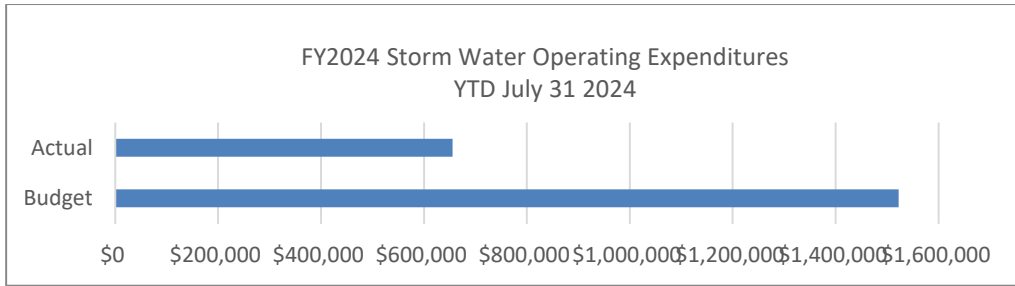 FY2024 Storm Water Operating Expenditures
YTD July 31 2024
Actual
Budget
$0 $200,000 $400,000 $600,000 $800,000 $1,000,000 $1,200,000 $1,400,000 $1,600,000